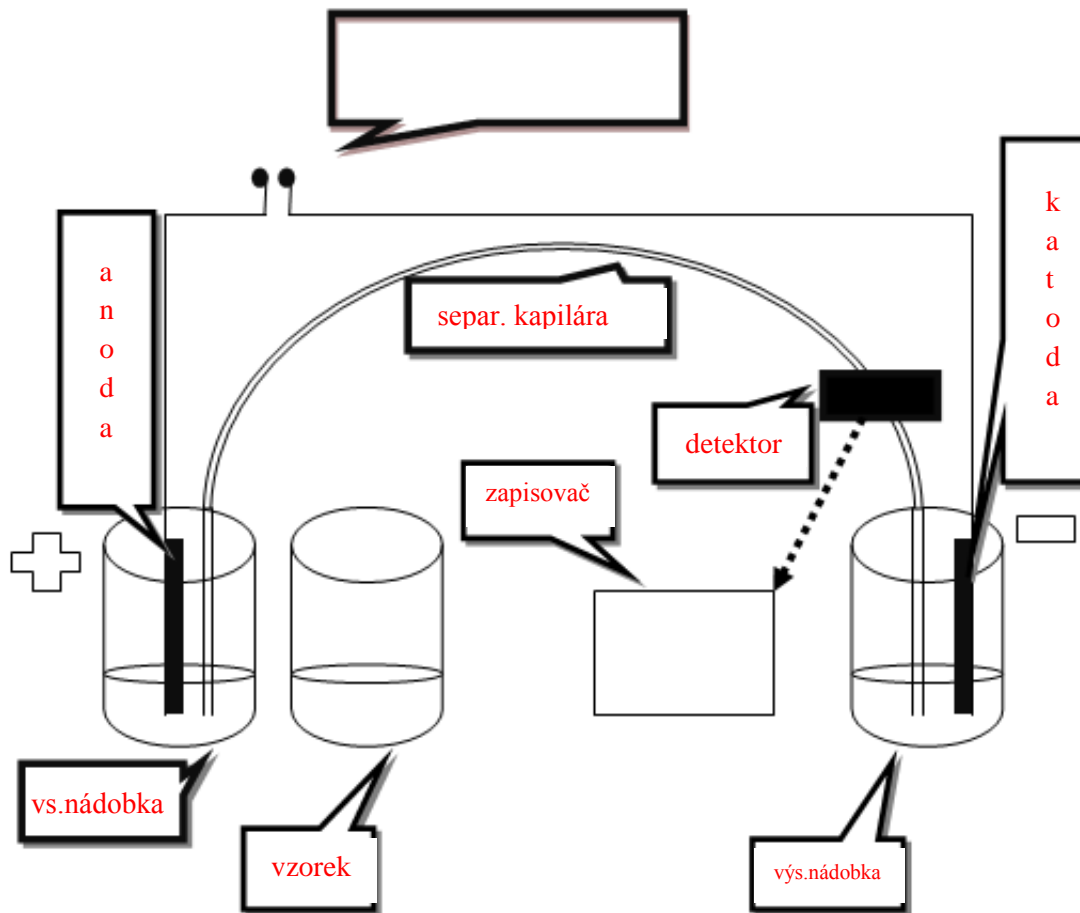 a
n
o
d
a
k
a
t
o
d
a
separ. kapilára
detektor
zapisovač
vs.nádobka
vzorek
výs.nádobka